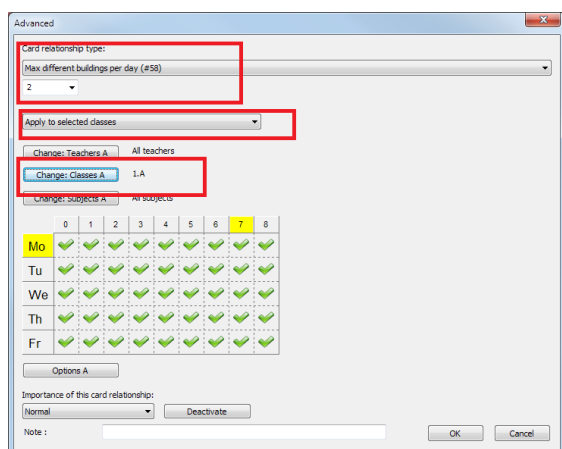 Advanced
Card relationship type:
Max different buildings per day (#58)
2
Apply to selected classes
Change: Teachers A All teachers
Change: Classes A 1.A
Change: Subjects A All subjects
0 1 2 3 4 5 6 7 8
Mo
Tu
We
Th
Fr
Options A
Importance of this card relationship:
Normal Deactivate
Note :
OK Cancel